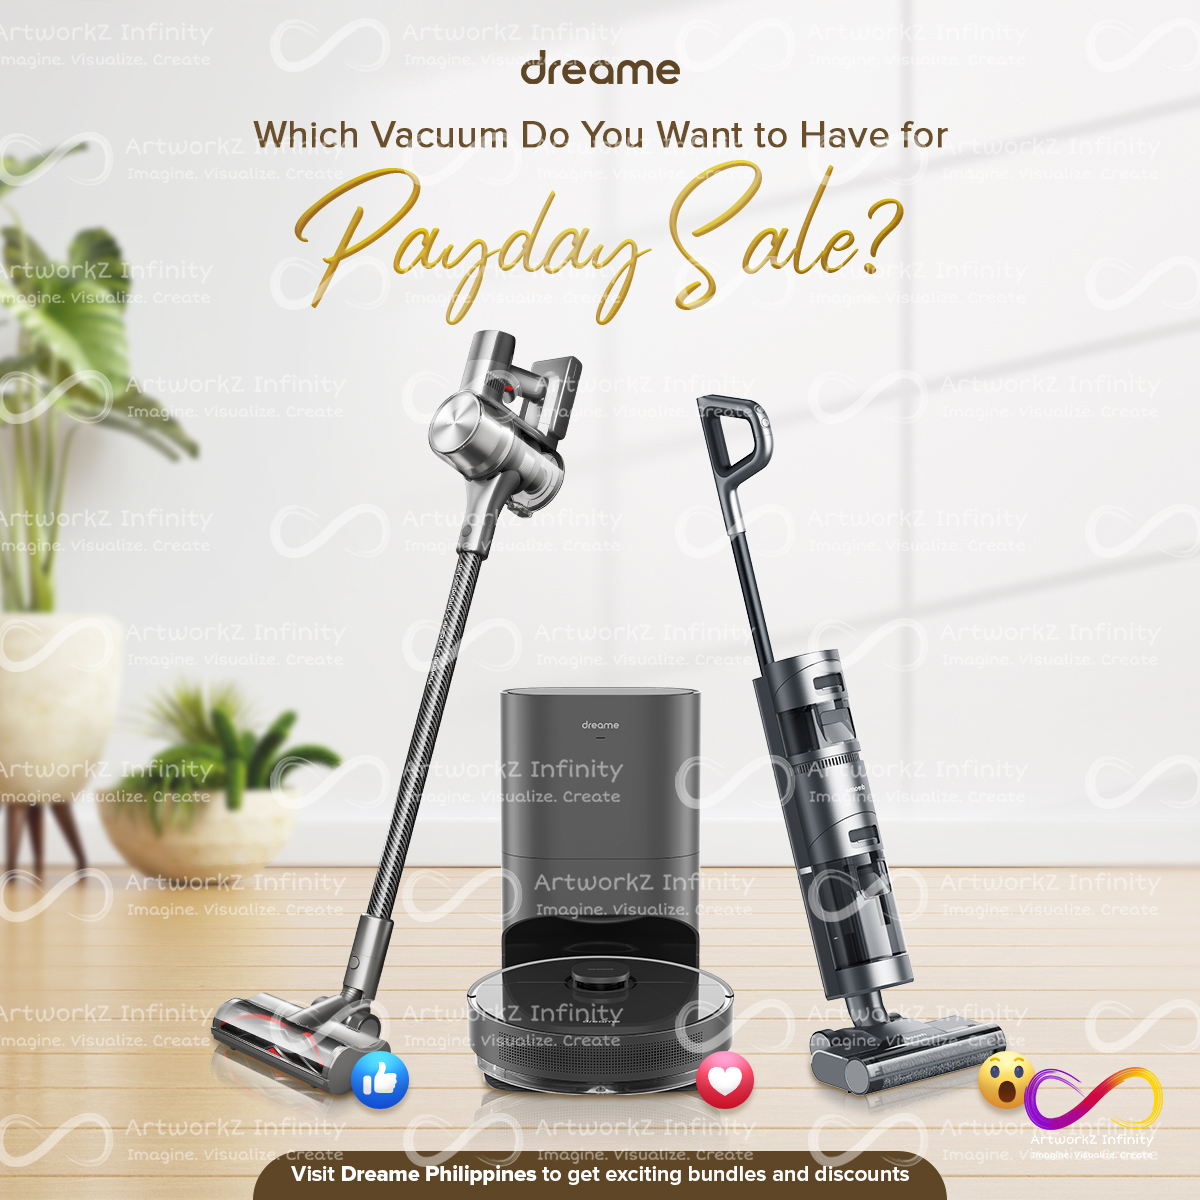 dreame
Which Vacuum Do You Want to Have for
Payday Sale?
dreame
Visit Dreame Philippines to get exciting bundles and discounts
ArtworkZ Infinity
Imagine. Visualize. Create